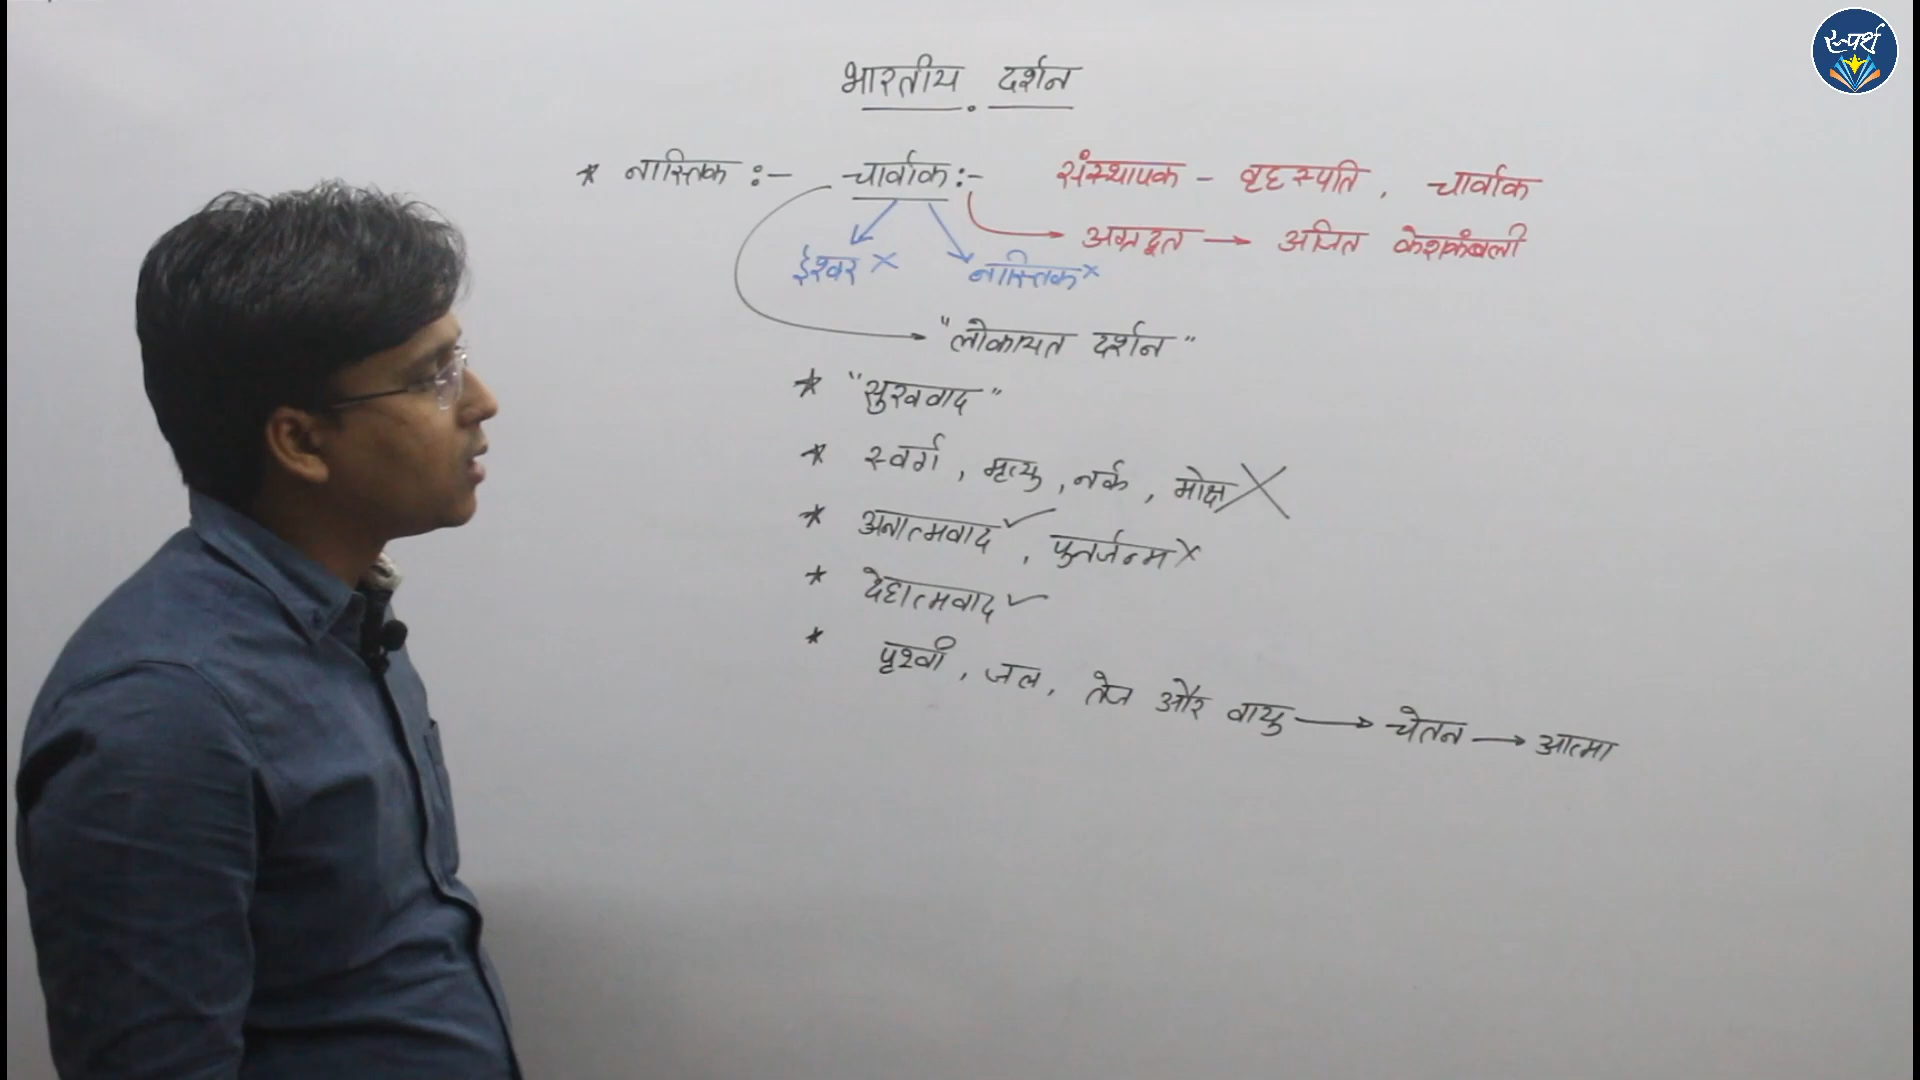 स्पर्श
भारतीय दर्शन
* नास्तिक :- चार्वाक :- संस्थापक - वृहस्पति , चार्वाक
अग्रदूत → अजित केशकंबली
ईश्वर × नास्तिक ×
"लोकायत दर्शन"
* "सुखवाद"
* स्वर्ग , मृत्यु , नर्क , मोक्ष ×
* अनात्मवाद ✓ , पुनर्जन्म ×
* देहात्मवाद ✓
* पृथ्वी , जल , तेज और वायु → चेतन → आत्मा